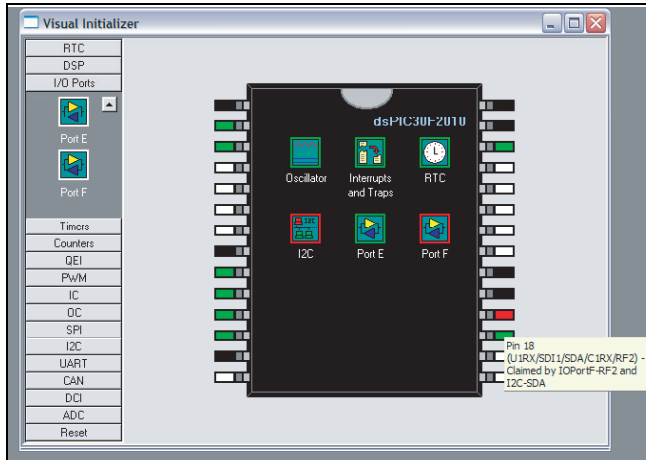 Visual Initializer
RTC
DSP
I/O Ports
Port E
Port F
Timers
Counters
QEI
PWM
IC
OC
SPI
I2C
UART
CAN
DCI
ADC
Reset
dsPIC30F2010
Oscillator
Interrupts
and Traps
RTC
I2C
I2C
Port E
Port F
Pin 18
(U1RX/SDI1/SDA/C1RX/RF2) -
Claimed by IOPortF-RF2 and
I2C-SDA